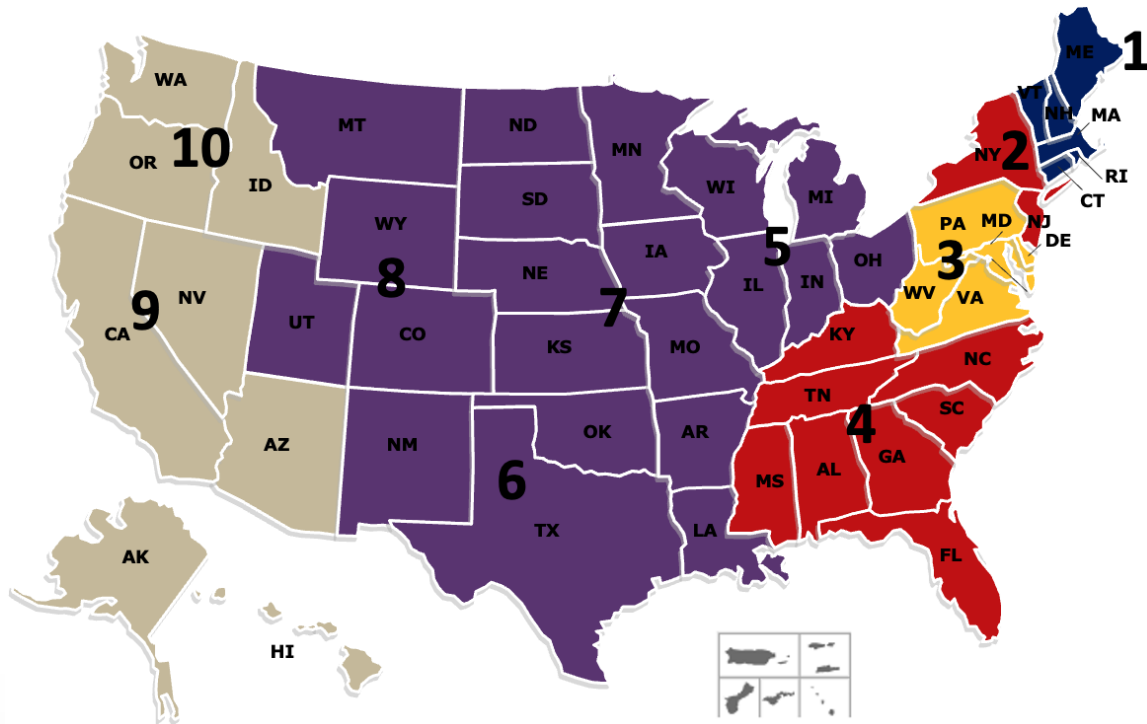 ME
1
WA
VT
NH
MA
MT
ND
MN
10
OR
NY
2
RI
ID
WI
MI
SD
CT
WY
PA
MD
NJ
DE
5
IA
OH
3
8
NE
IL
IN
WV
VA
NV
9
7
UT
CO
CA
KS
MO
KY
NC
TN
SC
4
AZ
NM
OK
AR
GA
6
MS
AL
TX
LA
AK
FL
HI